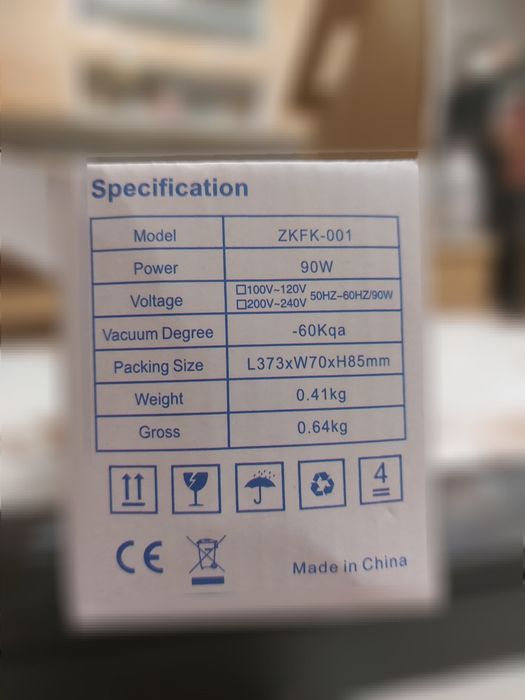 Specification
Model ZKFK-001
Power 90W
Voltage □100V~120V □200V~240V 50HZ~60HZ/90W
Vacuum Degree -60Kqa
Packing Size L373xW70xH85mm
Weight 0.41kg
Gross 0.64kg
4
CE
Made in China